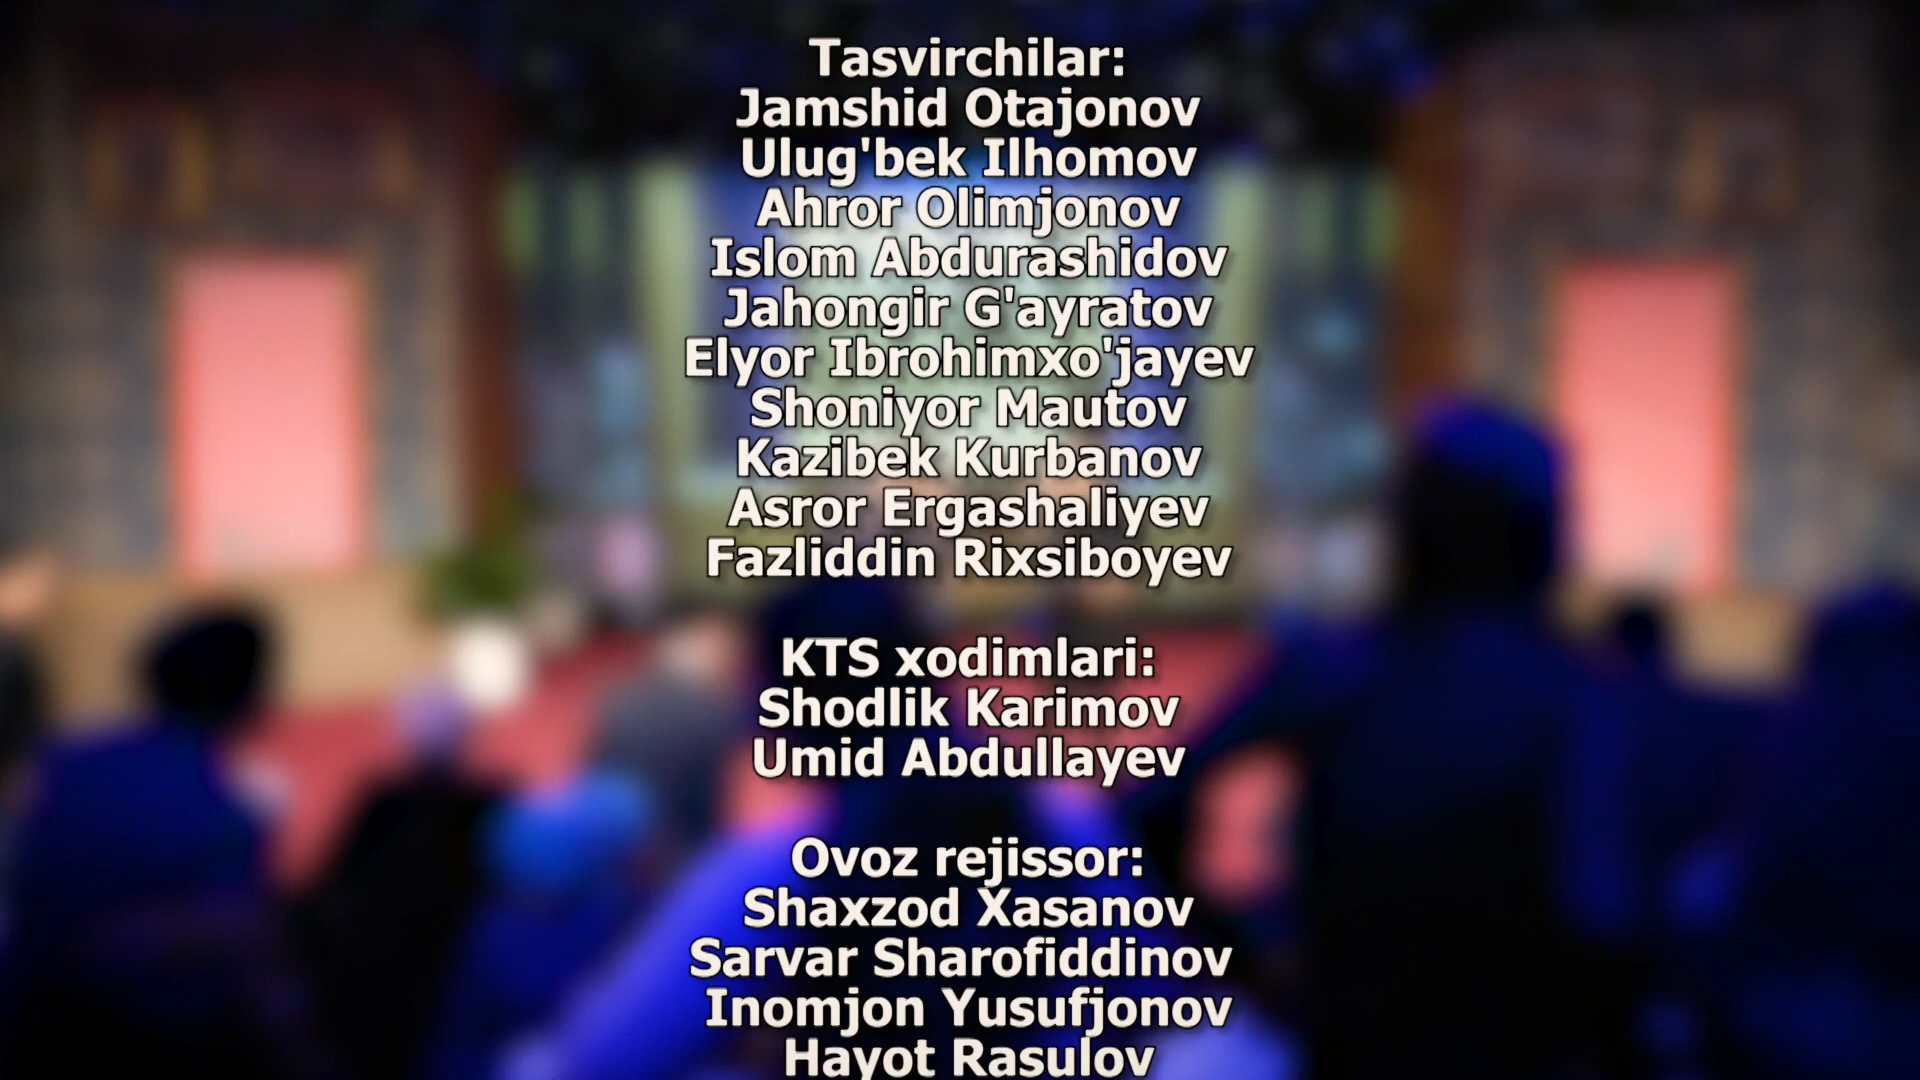 Tasvirchilar:
Jamshid Otajonov
Ulug'bek Ilhomov
Ahror Olimjonov
Islom Abdurashidov
Jahongir G'ayratov
Elyor Ibrohimxo'jayev
Shoniyor Mautov
Kazibek Kurbanov
Asror Ergashaliyev
Fazliddin Rixsiboyev
KTS xodimlari:
Shodlik Karimov
Umid Abdullayev
Ovoz rejissor:
Shaxzod Xasanov
Sarvar Sharofiddinov
Inomjon Yusufjonov
Hayot Rasulov